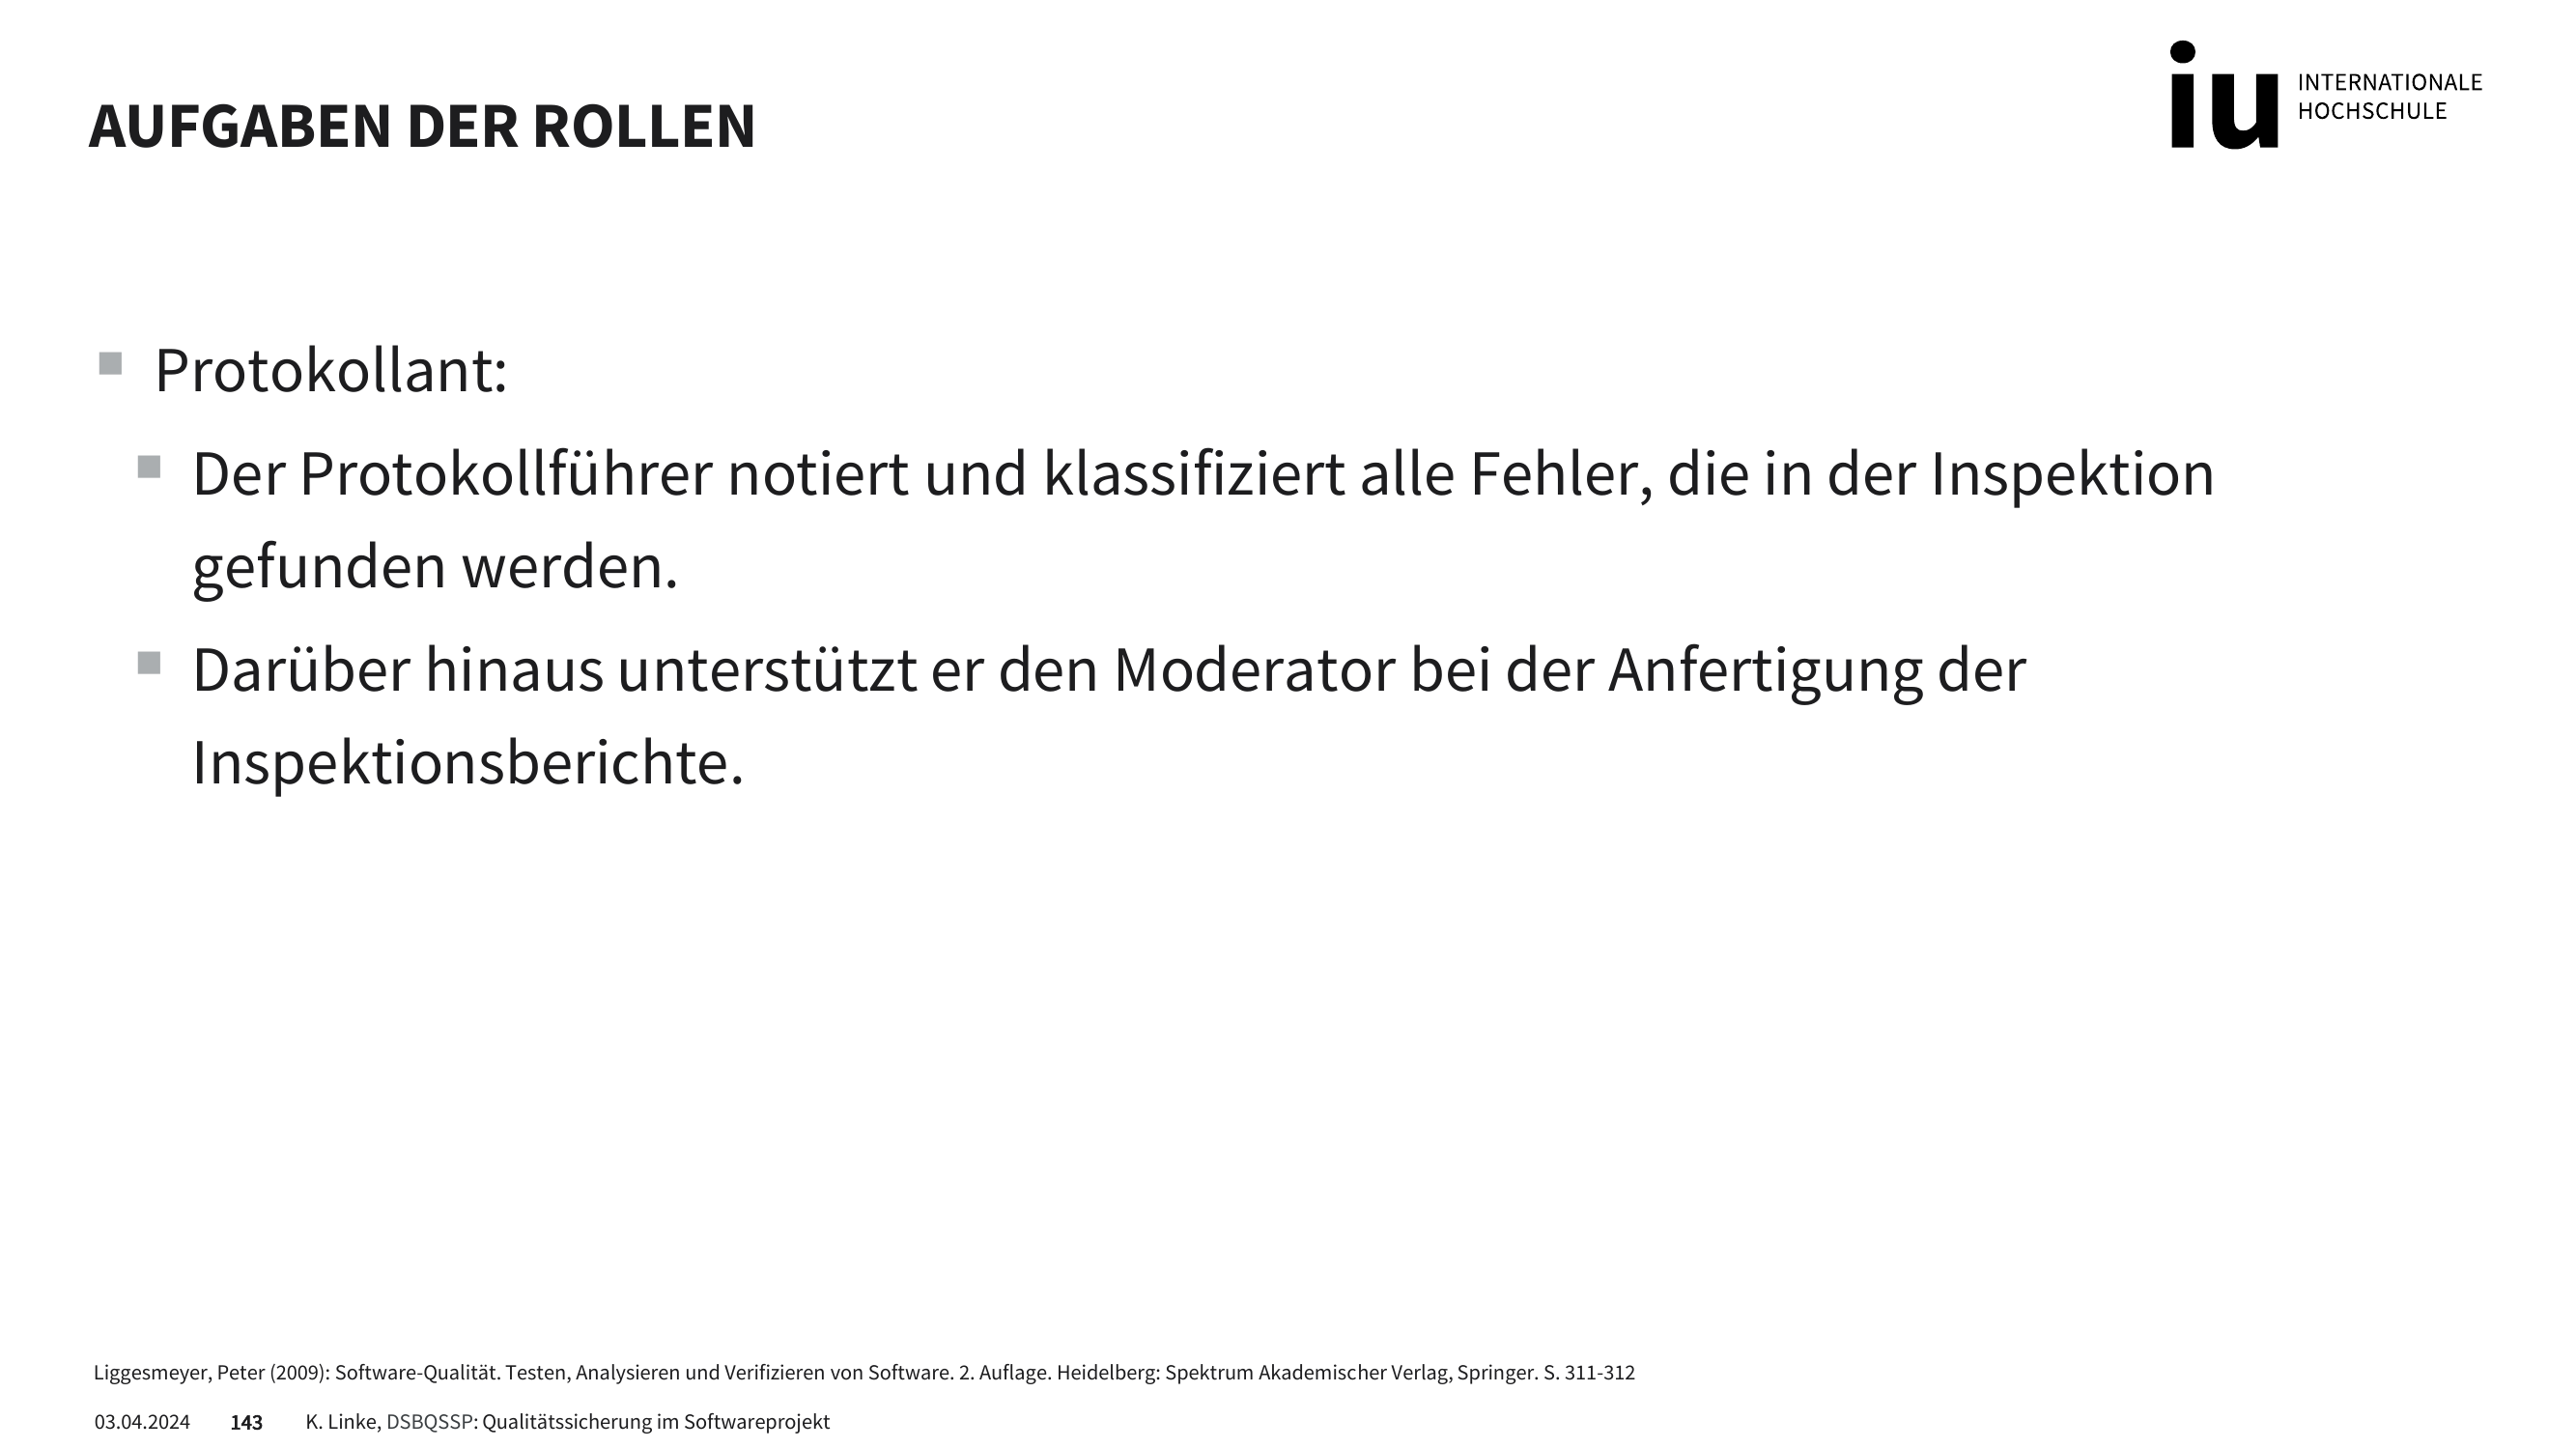 AUFGABEN DER ROLLEN
iu INTERNATIONALE
HOCHSCHULE
Protokollant:
Der Protokollführer notiert und klassifiziert alle Fehler, die in der Inspektion
gefunden werden.
Darüber hinaus unterstützt er den Moderator bei der Anfertigung der
Inspektionsberichte.
Liggesmeyer, Peter (2009): Software-Qualität. Testen, Analysieren und Verifizieren von Software. 2. Auflage. Heidelberg: Spektrum Akademischer Verlag, Springer. S. 311-312
03.04.2024 143 K. Linke, DSBQSSP: Qualitätssicherung im Softwareprojekt